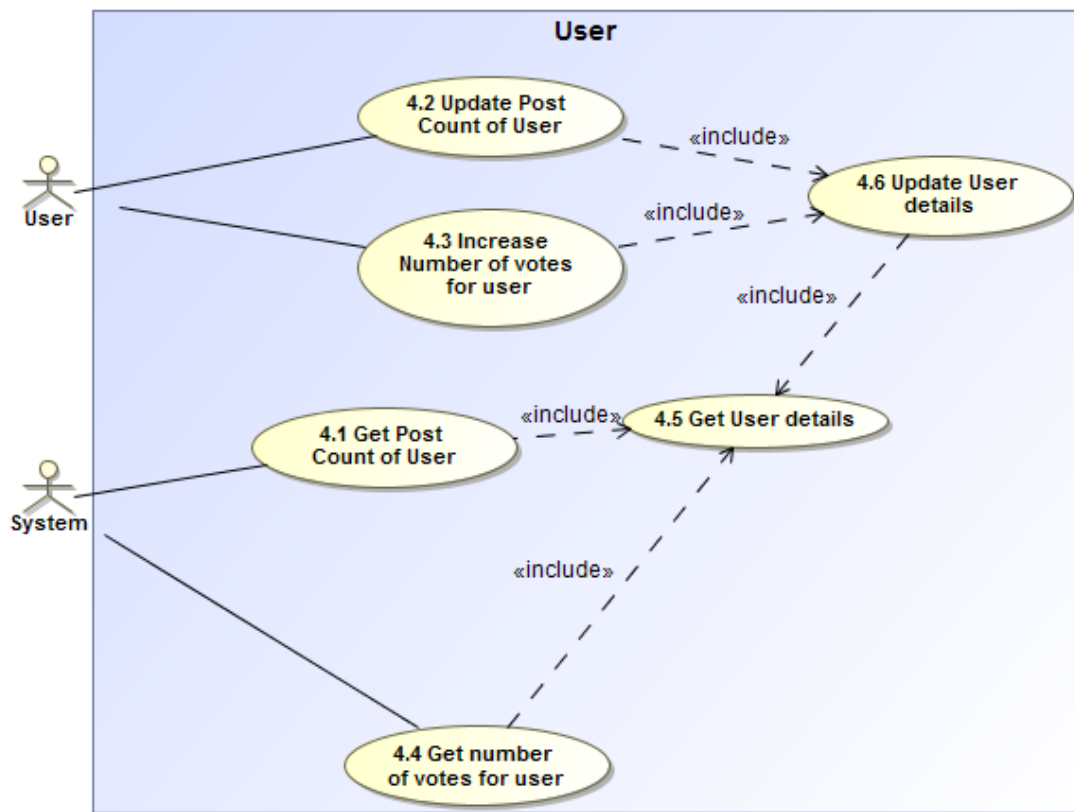 User
4.2 Update Post
Count of User
«include»
4.6 Update User
details
User
«include»
4.3 Increase
Number of votes
for user
«include»
«include»
4.5 Get User details
4.1 Get Post
Count of User
System
«include»
4.4 Get number
of votes for user